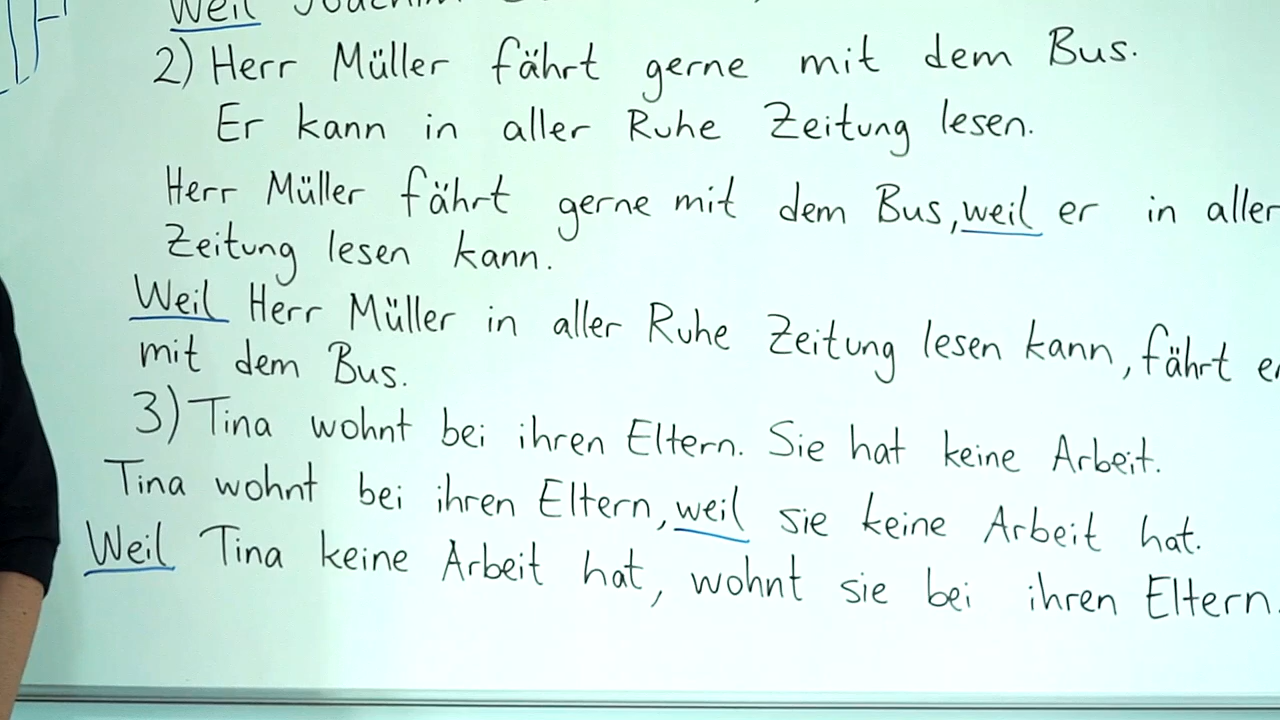 Weil Joachim
2) Herr Müller fährt gerne mit dem Bus.
Er kann in aller Ruhe Zeitung lesen.
Herr Müller fährt gerne mit dem Bus, weil er in aller
Zeitung lesen kann.
Weil Herr Müller in aller Ruhe Zeitung lesen kann, fährt er
mit dem Bus.
3) Tina wohnt bei ihren Eltern. Sie hat keine Arbeit.
Tina wohnt bei ihren Eltern, weil sie keine Arbeit hat.
Weil Tina keine Arbeit hat, wohnt sie bei ihren Eltern.